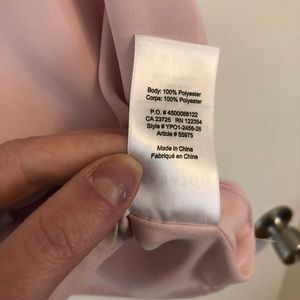 Body: 100% Polyester
Corps: 100% Polyester
P.O. # 4500088122
CA 23725 RN 122354
Style # YPO1-2456-28
Article # 55975
Made in China
Fabriqué en Chine